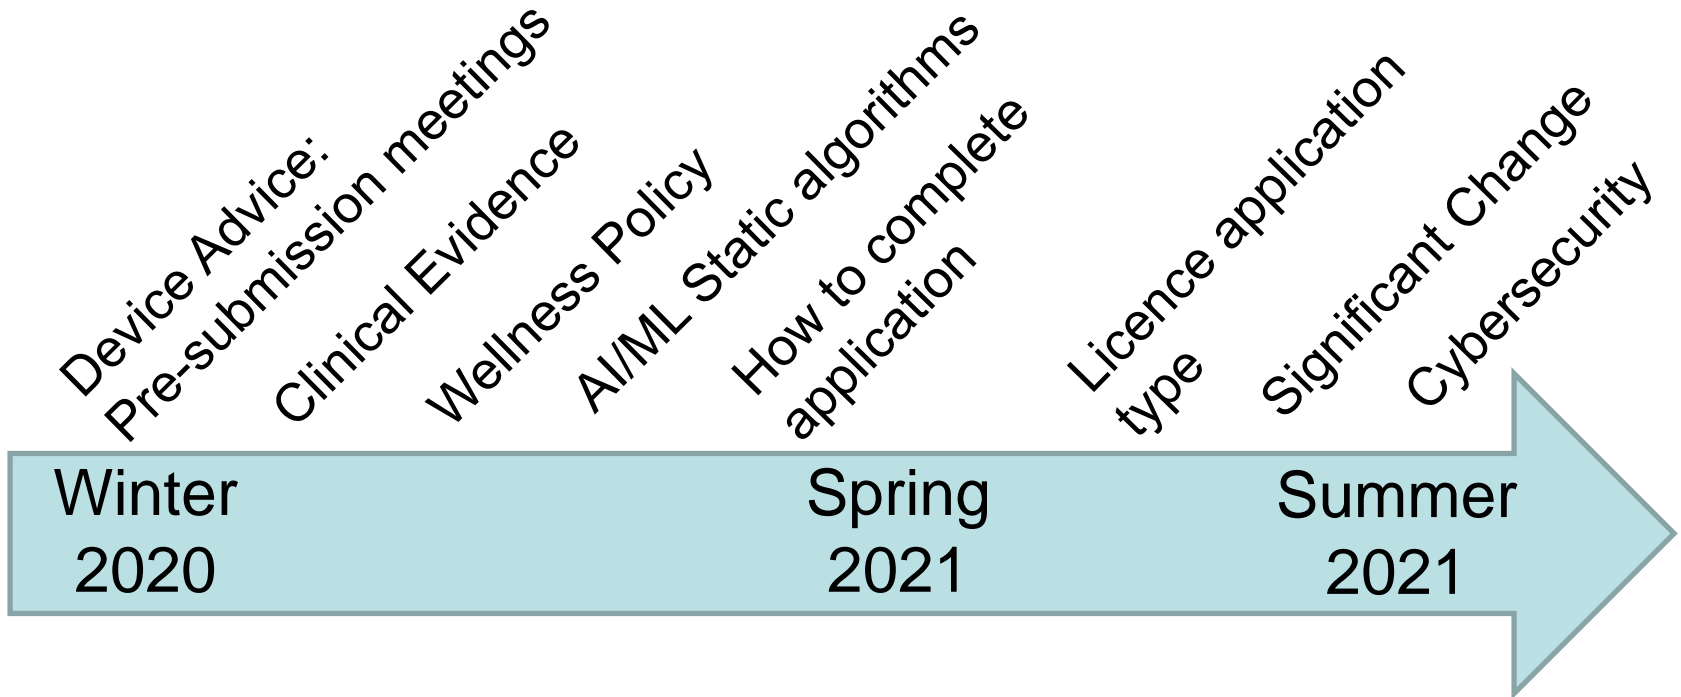 Device Advice:
Pre-submission meetings
Clinical Evidence
Wellness Policy
AI/ML Static algorithms
How to complete
application
Licence application
type
Significant Change
Cybersecurity
Winter
2020
Spring
2021
Summer
2021